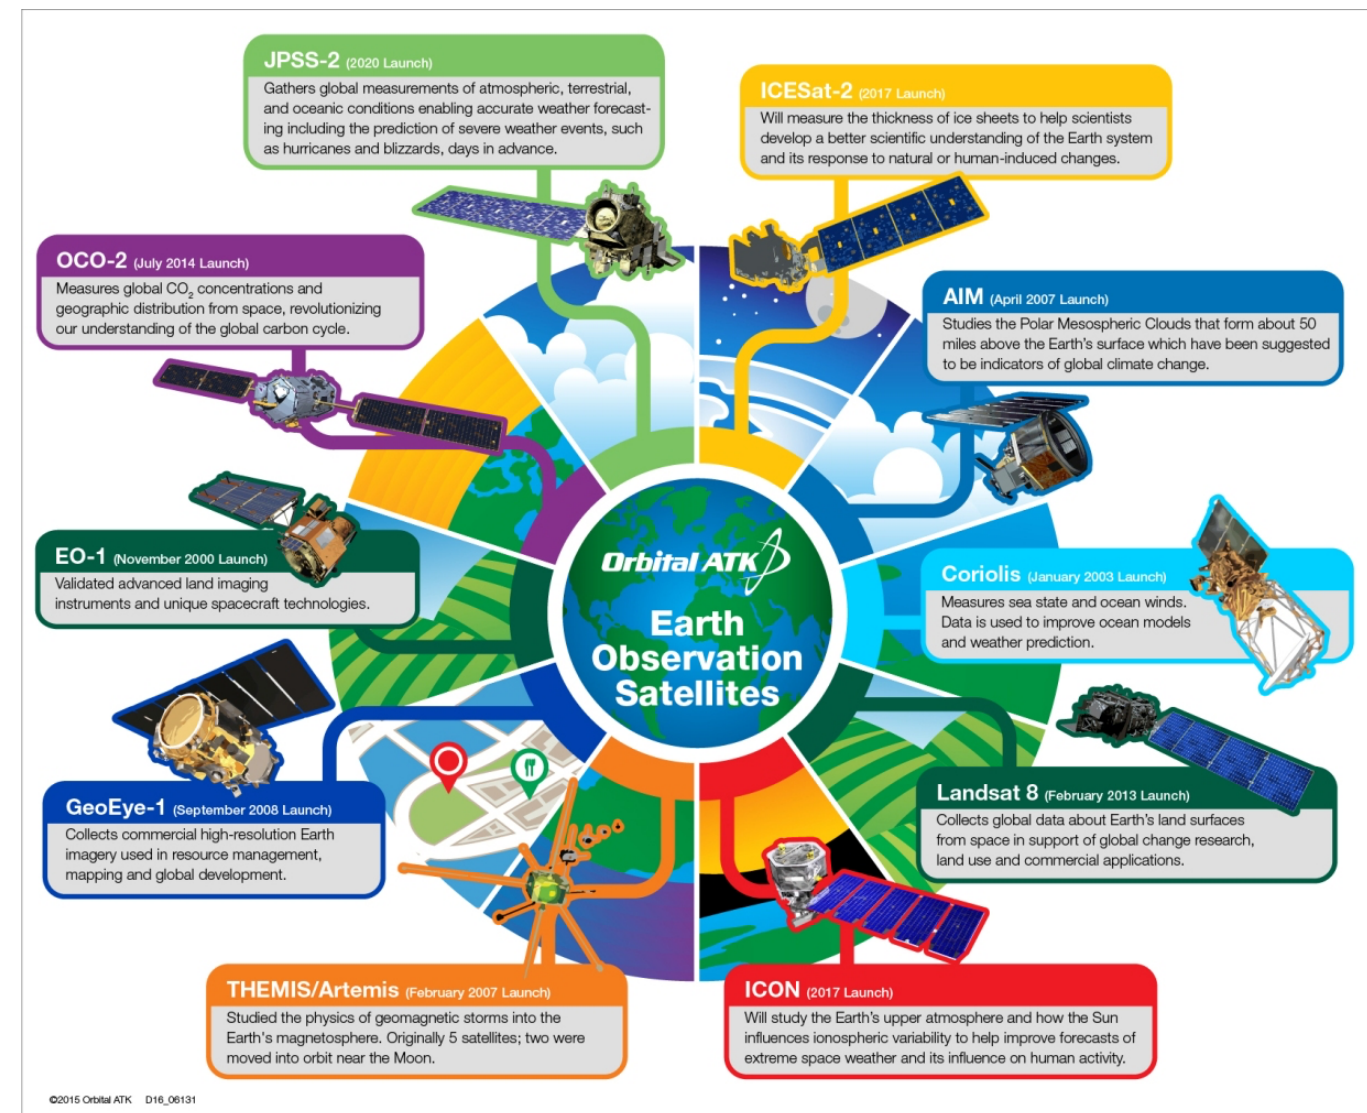 JPSS-2 (2020 Launch)
Gathers global measurements of atmospheric, terrestrial,
and oceanic conditions enabling accurate weather forecast-
ing including the prediction of severe weather events, such
as hurricanes and blizzards, days in advance.
ICESat-2 (2017 Launch)
Will measure the thickness of ice sheets to help scientists
develop a better scientific understanding of the Earth system
and its response to natural or human-induced changes.
OCO-2 (July 2014 Launch)
Measures global CO₂ concentrations and
geographic distribution from space, revolutionizing
our understanding of the global carbon cycle.
AIM (April 2007 Launch)
Studies the Polar Mesospheric Clouds that form about 50
miles above the Earth's surface which have been suggested
to be indicators of global climate change.
EO-1 (November 2000 Launch)
Validated advanced land imaging
instruments and unique spacecraft technologies.
Orbital ATK
Earth
Observation
Satellites
Coriolis (January 2003 Launch)
Measures sea state and ocean winds.
Data is used to improve ocean models
and weather prediction.
GeoEye-1 (September 2008 Launch)
Collects commercial high-resolution Earth
imagery used in resource management,
mapping and global development.
Landsat 8 (February 2013 Launch)
Collects global data about Earth's land surfaces
from space in support of global change research,
land use and commercial applications.
THEMIS/Artemis (February 2007 Launch)
Studied the physics of geomagnetic storms into the
Earth's magnetosphere. Originally 5 satellites; two were
moved into orbit near the Moon.
ICON (2017 Launch)
Will study the Earth's upper atmosphere and how the Sun
influences ionospheric variability to help improve forecasts of
extreme space weather and its influence on human activity.
©2015 Orbital ATK D16_06131